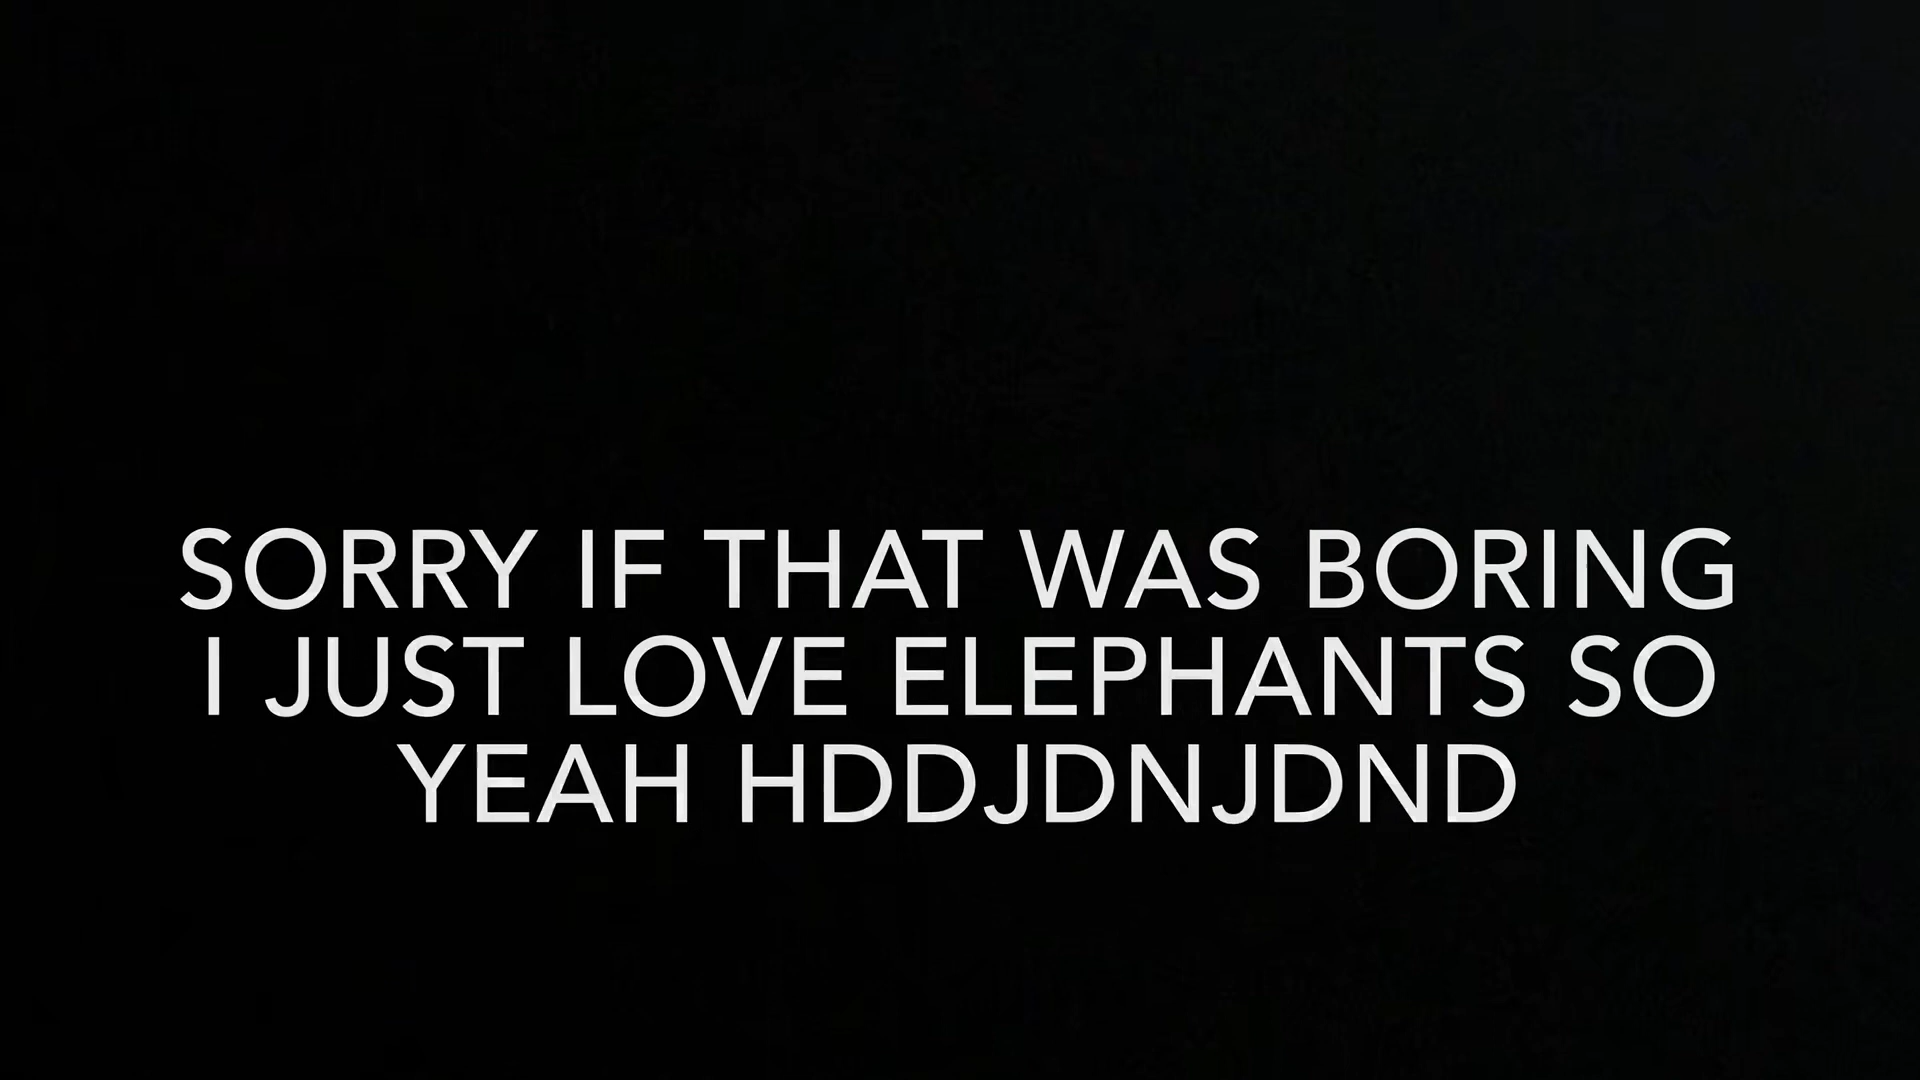 SORRY IF THAT WAS BORING
I JUST LOVE ELEPHANTS SO
YEAH HDDJDNJDND